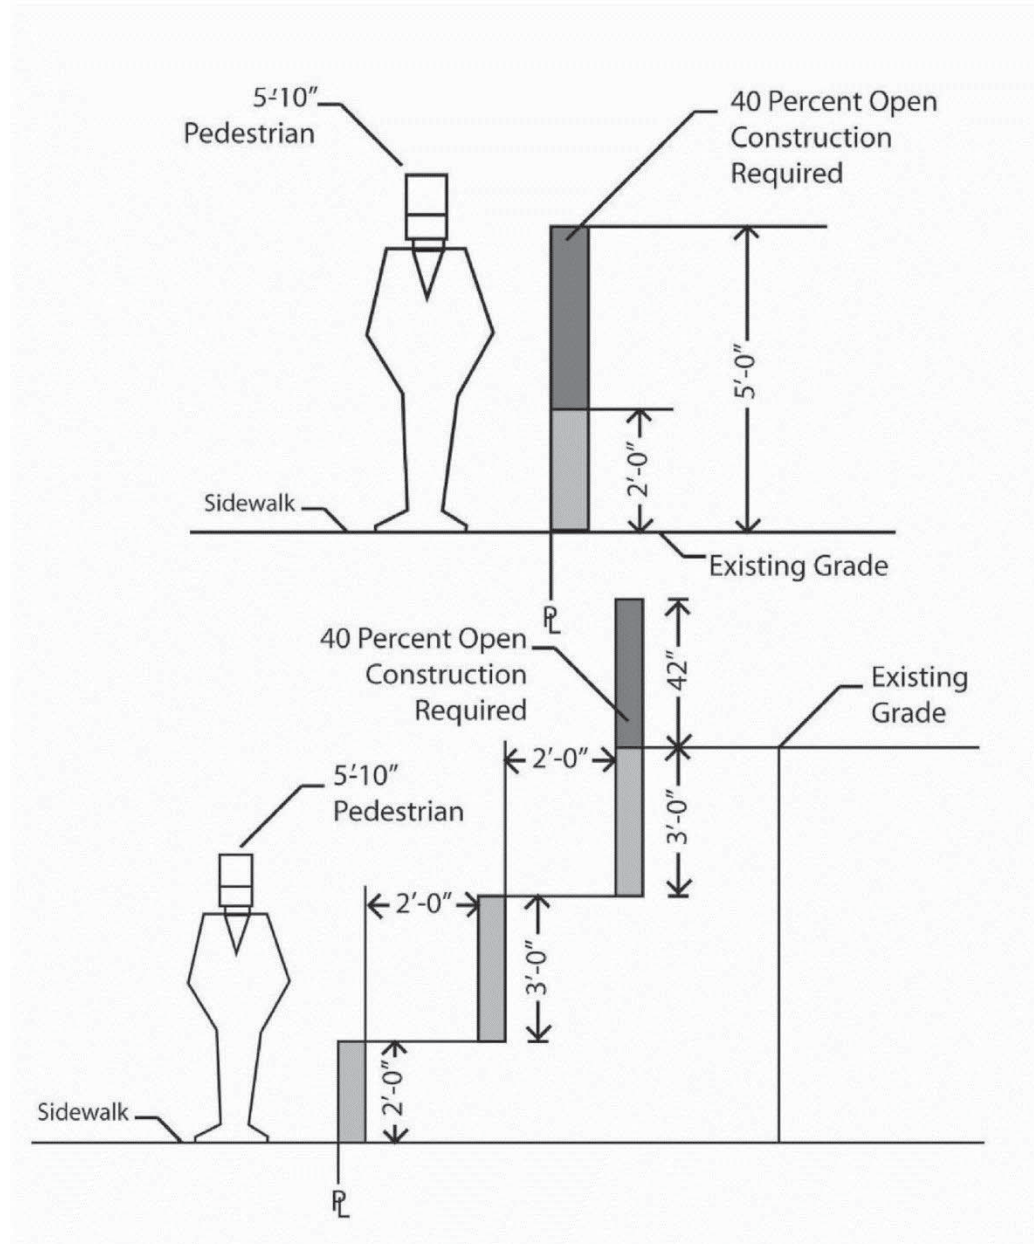 5'-10"
Pedestrian
40 Percent Open
Construction
Required
5'-0"
2'-0"
Sidewalk
Existing Grade
PL
40 Percent Open
Construction
Required
42"
Existing
Grade
2'-0"
3'-0"
5'-10"
Pedestrian
2'-0"
3'-0"
2'-0"
Sidewalk
PL